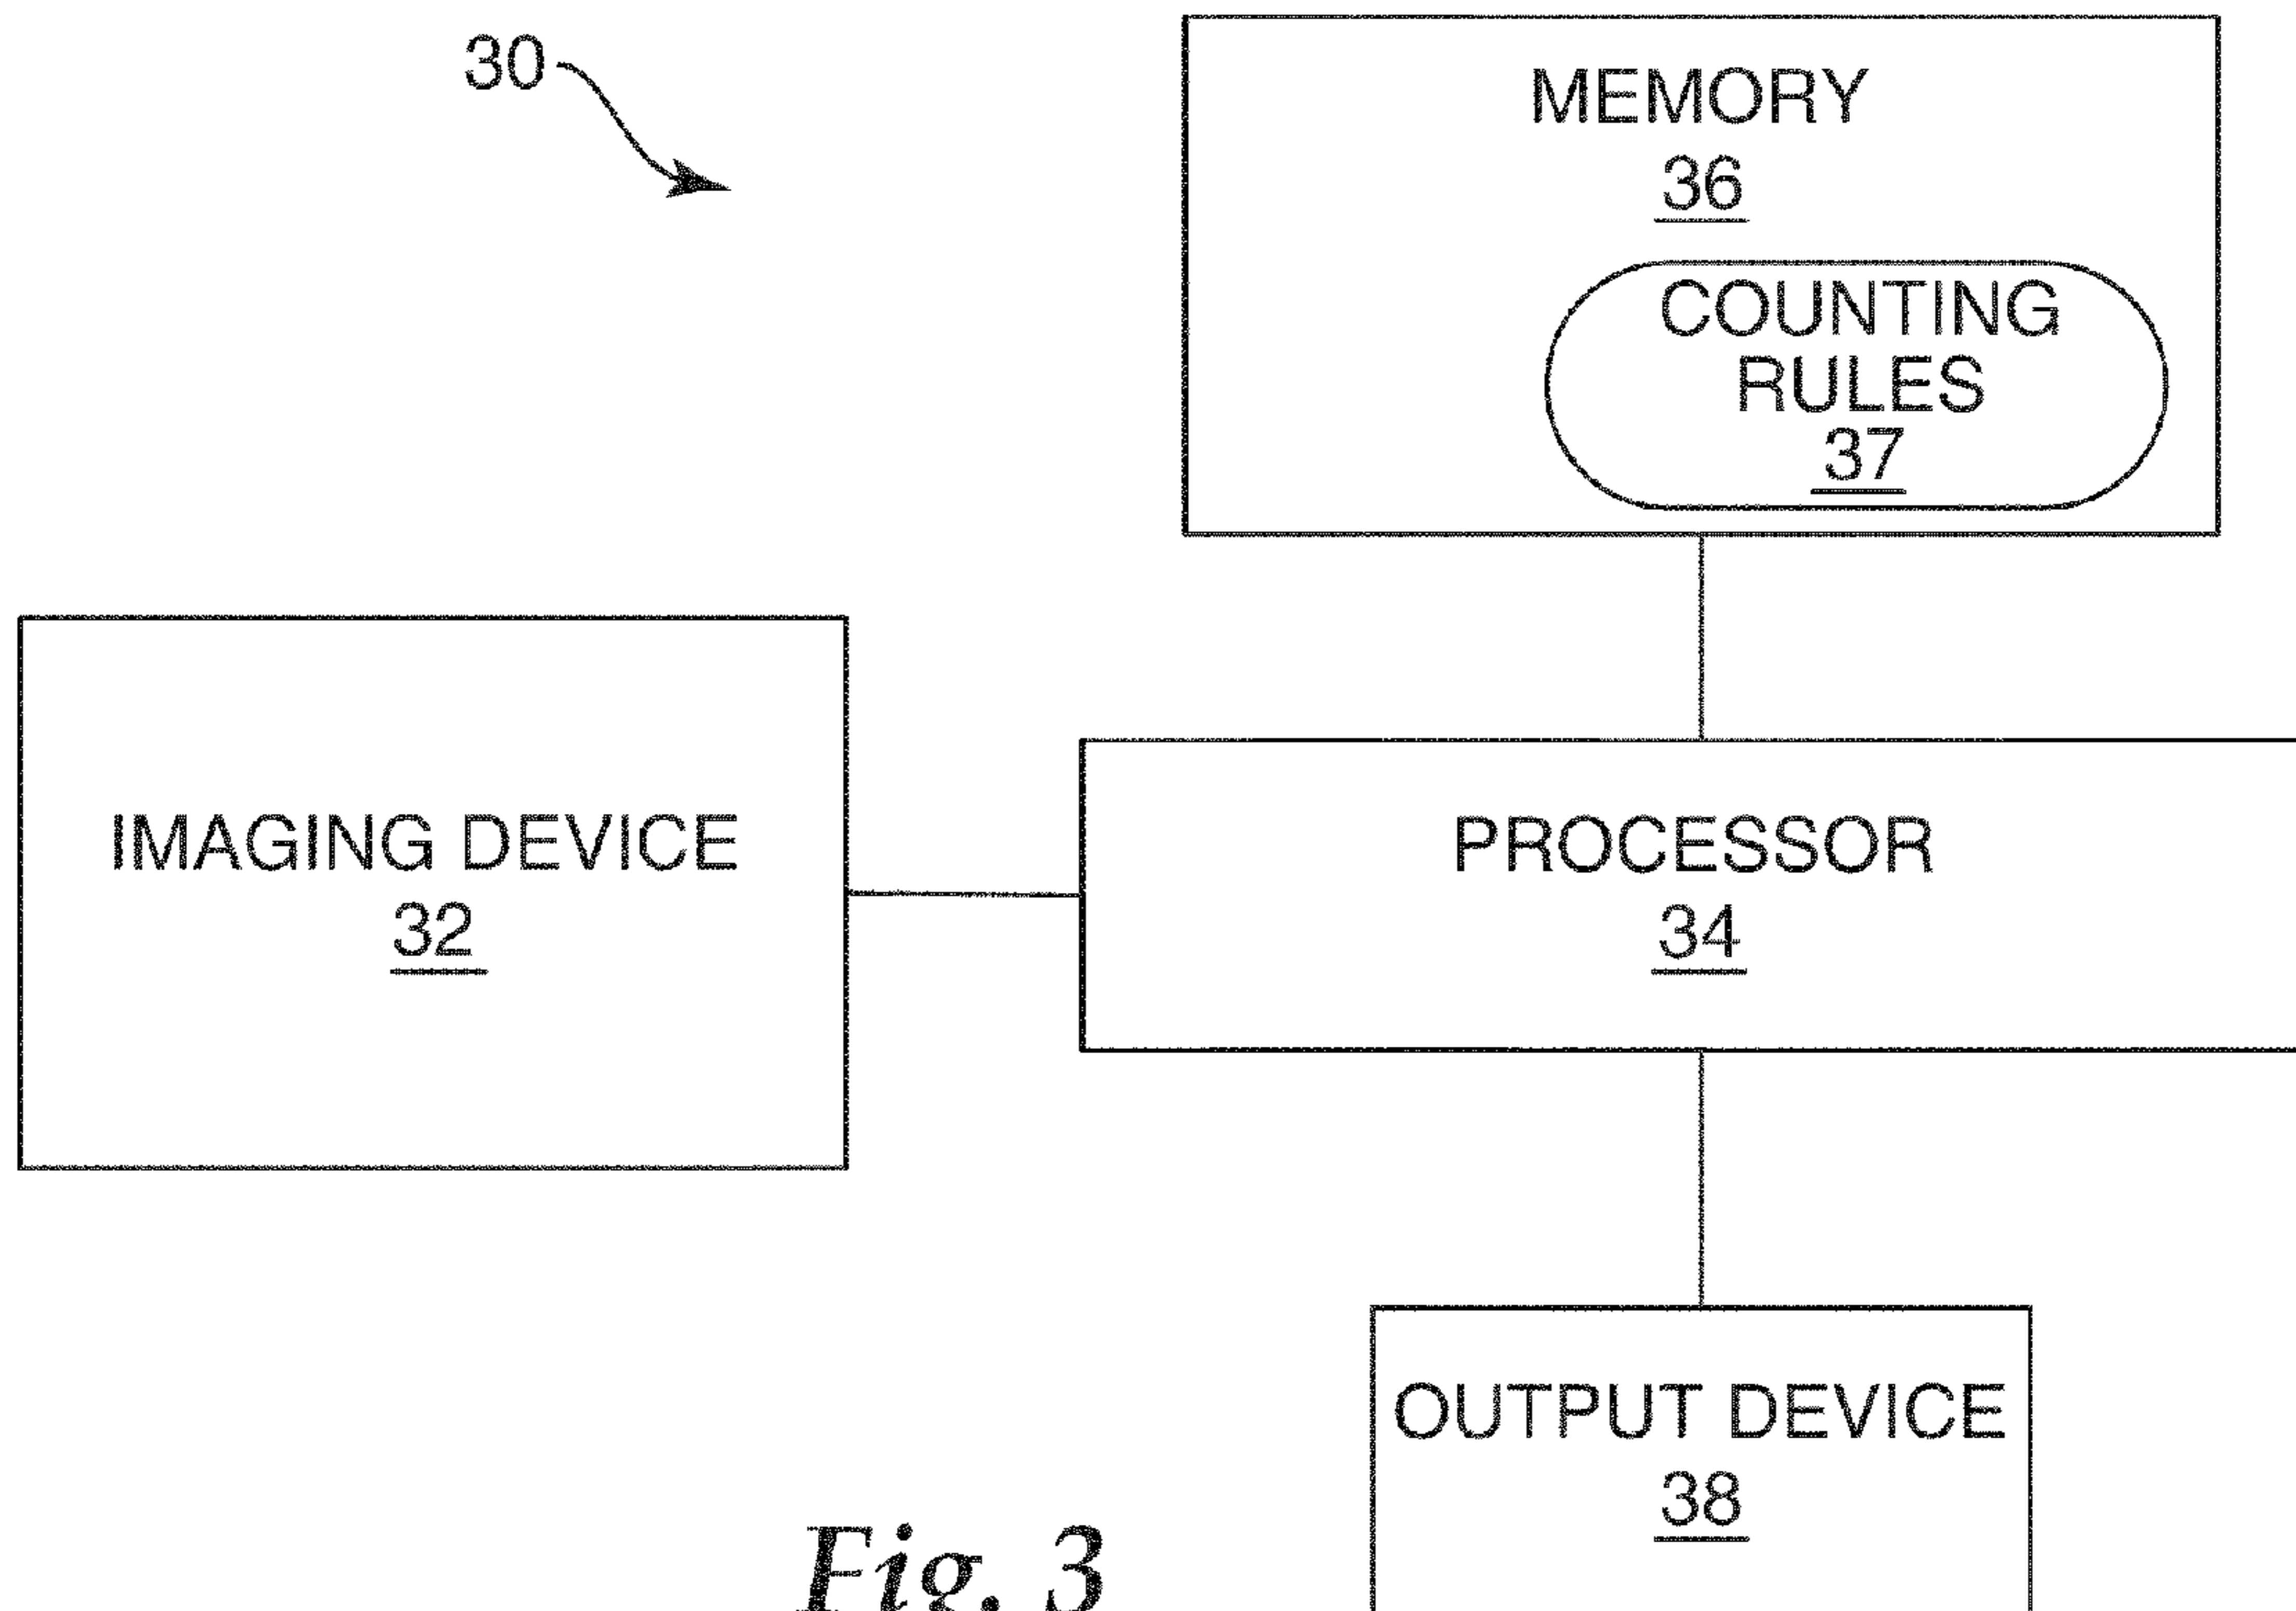 30
MEMORY
36
COUNTING
RULES
37
IMAGING DEVICE
32
PROCESSOR
34
OUTPUT DEVICE
38
Fig. 3